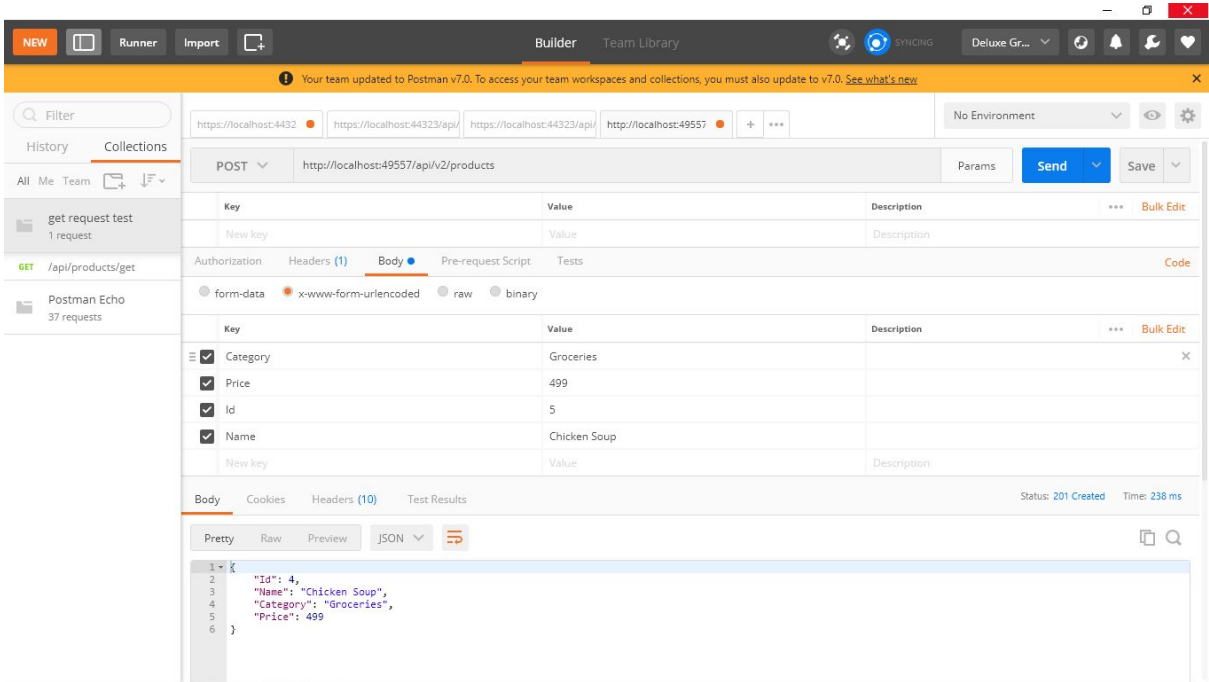 NEW Runner Import Builder Team Library SYNCING Deluxe Gr...
Your team updated to Postman v7.0. To access your team workspaces and collections, you must also update to v7.0. See what's new
Filter
History Collections
All Me Team
get request test
1 request
GET /api/products/get
Postman Echo
37 requests
https://localhost:4432 https://localhost:44323/api/ https://localhost:44323/api/ http://localhost:49557 + •••
No Environment
POST http://localhost:49557/api/v2/products Params Send Save
Key Value Description ••• Bulk Edit
New key Value Description
Authorization Headers (1) Body Pre-request Script Tests Code
form-data x-www-form-urlencoded raw binary
Key Value Description ••• Bulk Edit
Category Groceries
Price 499
Id 5
Name Chicken Soup
New key Value Description
Body Cookies Headers (10) Test Results Status: 201 Created Time: 238 ms
Pretty Raw Preview JSON
1 {
2 "Id": 4,
3 "Name": "Chicken Soup",
4 "Category": "Groceries",
5 "Price": 499
6 }